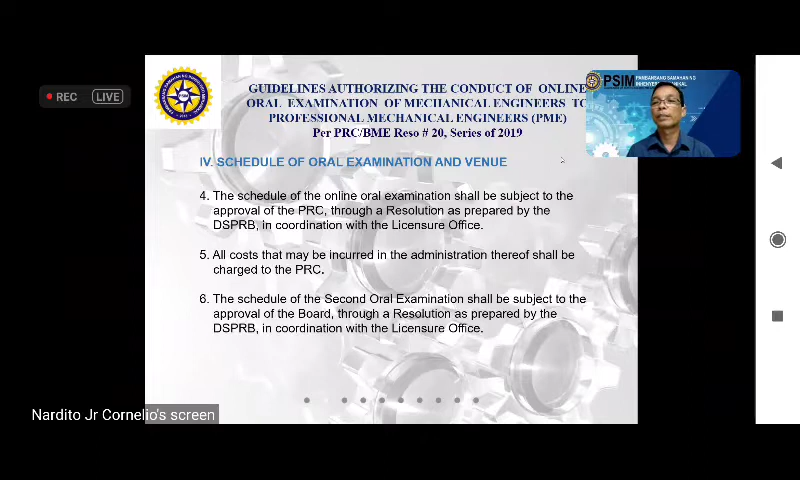 REC LIVE
GUIDELINES AUTHORIZING THE CONDUCT OF ONLINE
ORAL EXAMINATION OF MECHANICAL ENGINEERS TO
PROFESSIONAL MECHANICAL ENGINEERS (PME)
Per PRC/BME Reso # 20, Series of 2019
PSIM PAMBANSANG SAMAHAN NG
IV. SCHEDULE OF ORAL EXAMINATION AND VENUE
4. The schedule of the online oral examination shall be subject to the
approval of the PRC, through a Resolution as prepared by the
DSPRB, in coordination with the Licensure Office.
5. All costs that may be incurred in the administration thereof shall be
charged to the PRC.
6. The schedule of the Second Oral Examination shall be subject to the
approval of the Board, through a Resolution as prepared by the
DSPRB, in coordination with the Licensure Office.
Nardito Jr Cornelio's screen